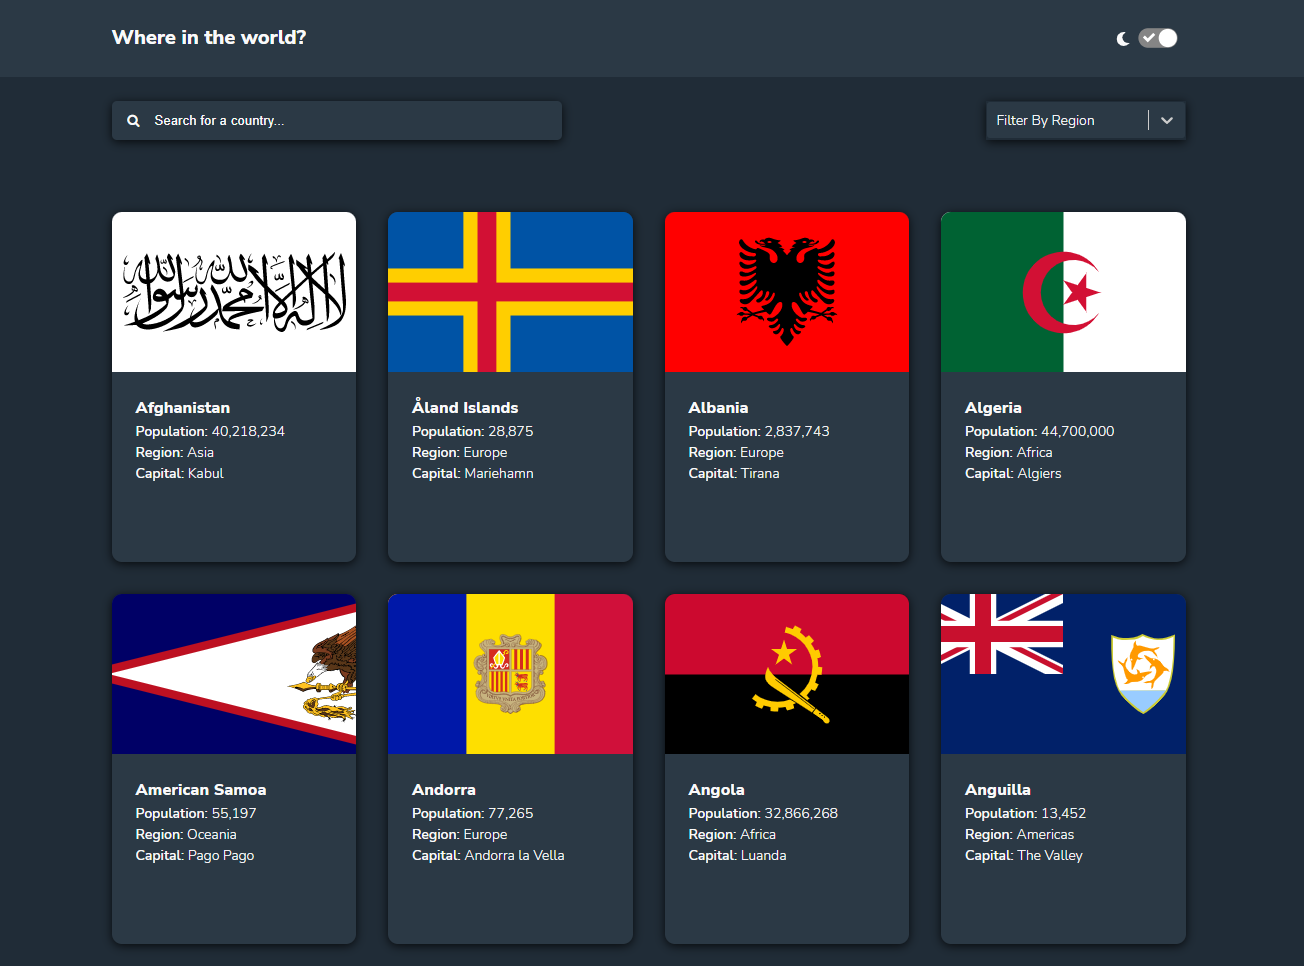 Where in the world?
Search for a country...
Filter By Region
لا إله إلا الله محمد رسول الله
Afghanistan
Population: 40,218,234
Region: Asia
Capital: Kabul
Åland Islands
Population: 28,875
Region: Europe
Capital: Mariehamn
Albania
Population: 2,837,743
Region: Europe
Capital: Tirana
Algeria
Population: 44,700,000
Region: Africa
Capital: Algiers
American Samoa
Population: 55,197
Region: Oceania
Capital: Pago Pago
Andorra
Population: 77,265
Region: Europe
Capital: Andorra la Vella
Angola
Population: 32,866,268
Region: Africa
Capital: Luanda
Anguilla
Population: 13,452
Region: Americas
Capital: The Valley